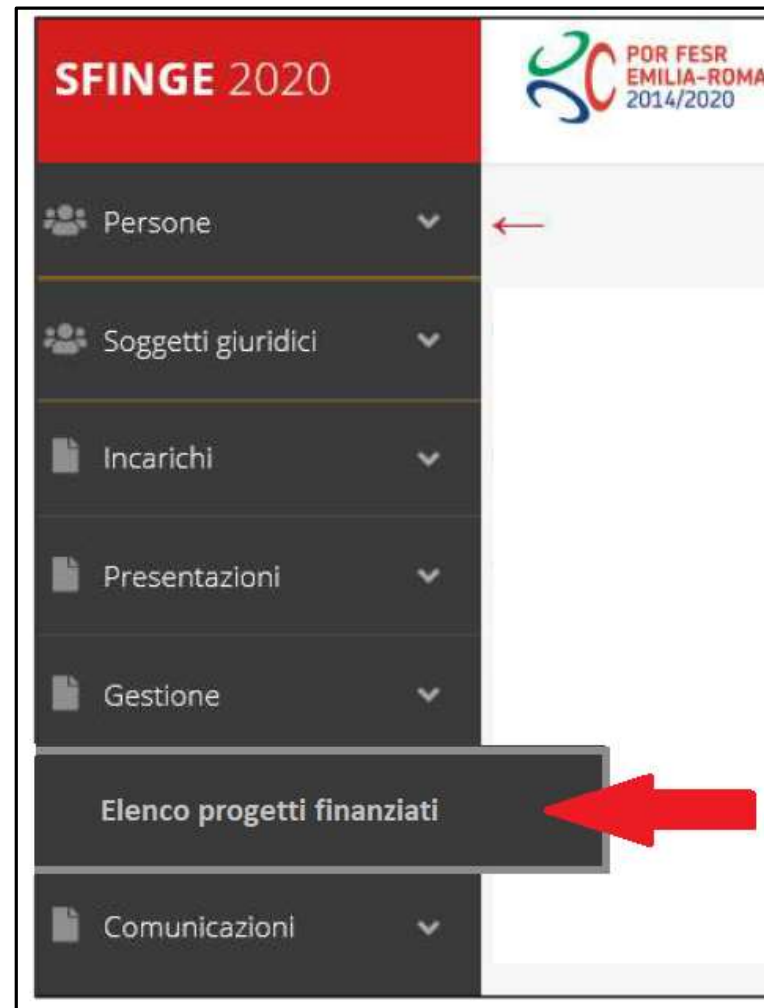 SFINGE 2020
POR FESR
EMILIA-ROMA
2014/2020
Persone
Soggetti giuridici
Incarichi
Presentazioni
Gestione
Elenco progetti finanziati
Comunicazioni